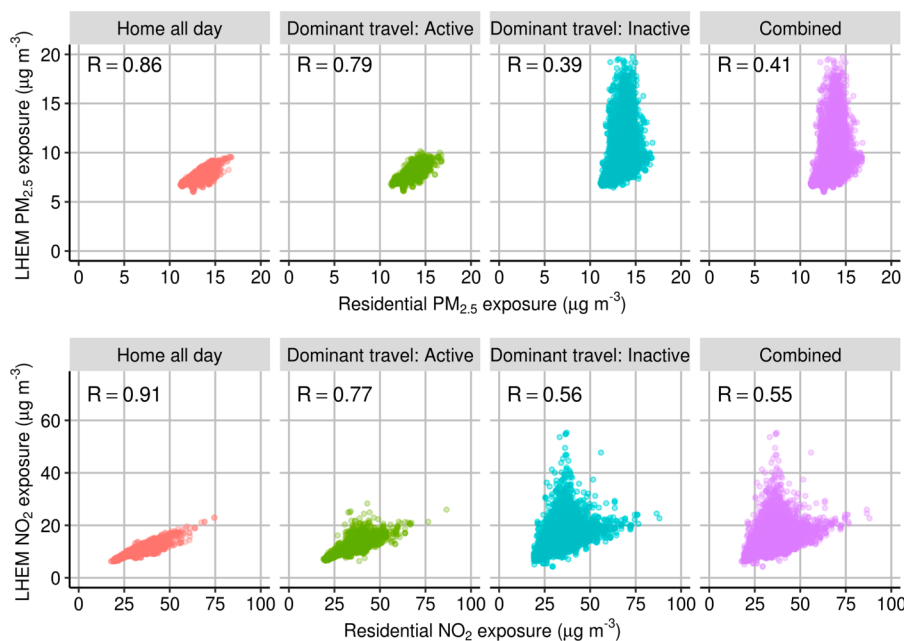 Home all day Dominant travel: Active Dominant travel: Inactive Combined
R = 0.86 R = 0.79 R = 0.39 R = 0.41
LHEM PM2.5 exposure (μg m-3)
20
15
10
5
0
0 5 10 15 20 0 5 10 15 20 0 5 10 15 20 0 5 10 15 20
Residential PM2.5 exposure (μg m-3)
Home all day Dominant travel: Active Dominant travel: Inactive Combined
R = 0.91 R = 0.77 R = 0.56 R = 0.55
LHEM NO2 exposure (μg m-3)
60
40
20
0
25 50 75 100 25 50 75 100 25 50 75 100 25 50 75 100
Residential NO2 exposure (μg m-3)